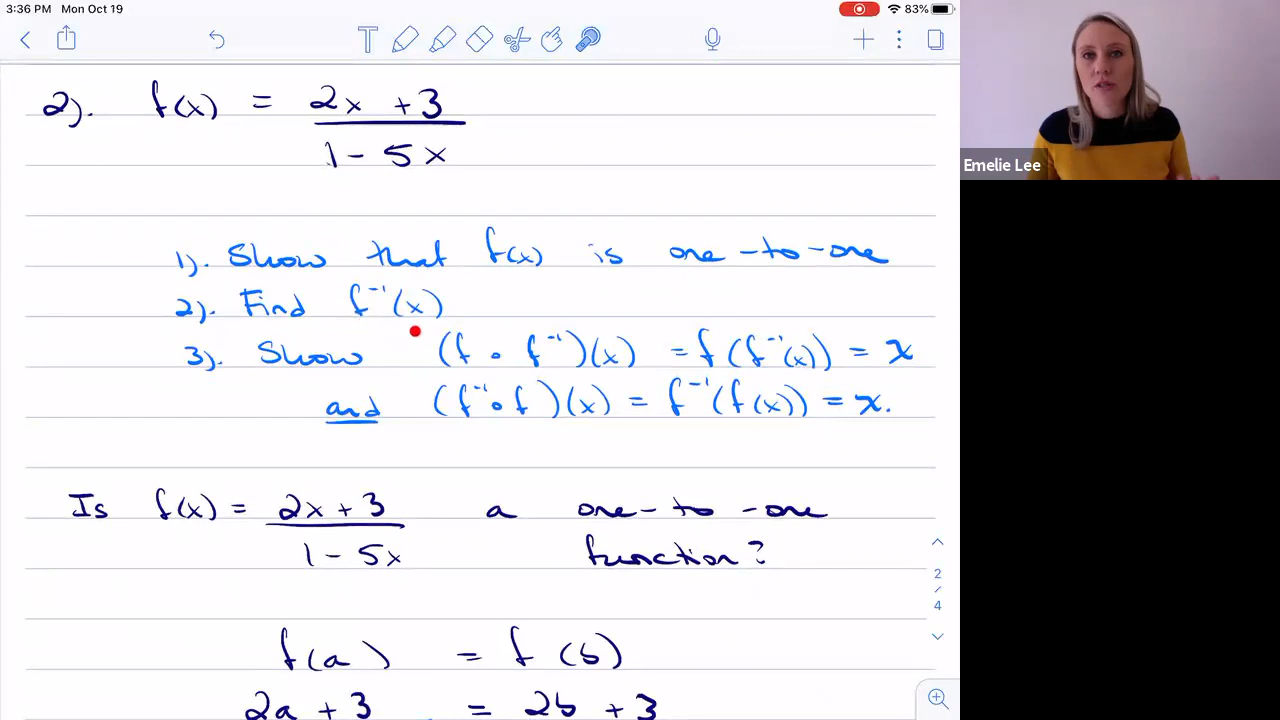 3:36 PM Mon Oct 19
83%
2). f(x) = 2x + 3
1 - 5x
Emelie Lee
1). Show that f(x) is one-to-one
2). Find f⁻¹(x)
3). Show (f ∘ f⁻¹)(x) = f(f⁻¹(x)) = x
and (f⁻¹∘f)(x) = f⁻¹(f(x)) = x.
Is f(x) = 2x + 3 a one-to-one
1 - 5x function?
2
/
4
f(a) = f(b)
2a + 3 = 2b + 3